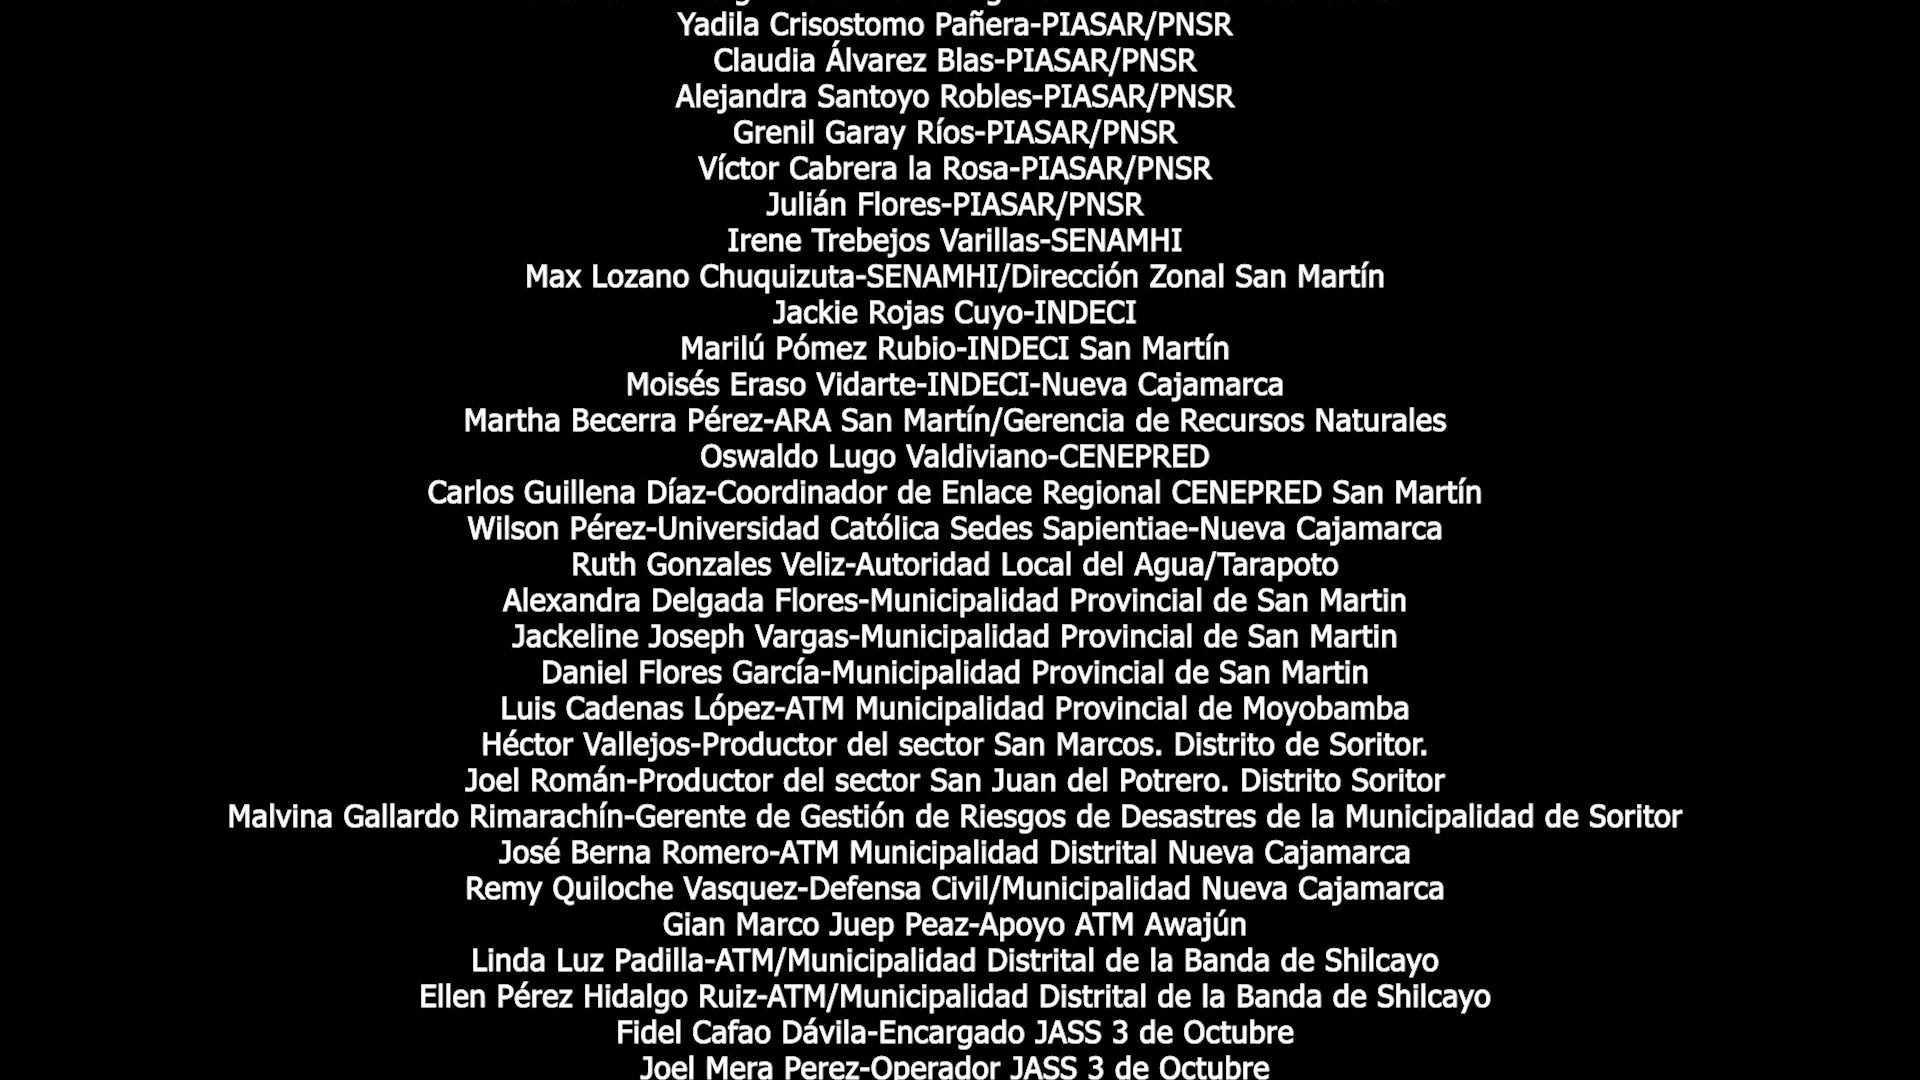 Yadila Crisostomo Pañera-PIASAR/PNSR
Claudia Álvarez Blas-PIASAR/PNSR
Alejandra Santoyo Robles-PIASAR/PNSR
Grenil Garay Ríos-PIASAR/PNSR
Víctor Cabrera la Rosa-PIASAR/PNSR
Julián Flores-PIASAR/PNSR
Irene Trebejos Varillas-SENAMHI
Max Lozano Chuquizuta-SENAMHI/Dirección Zonal San Martín
Jackie Rojas Cuyo-INDECI
Marilú Pómez Rubio-INDECI San Martín
Moisés Eraso Vidarte-INDECI-Nueva Cajamarca
Martha Becerra Pérez-ARA San Martín/Gerencia de Recursos Naturales
Oswaldo Lugo Valdiviano-CENEPRED
Carlos Guillena Díaz-Coordinador de Enlace Regional CENEPRED San Martín
Wilson Pérez-Universidad Católica Sedes Sapientiae-Nueva Cajamarca
Ruth Gonzales Veliz-Autoridad Local del Agua/Tarapoto
Alexandra Delgada Flores-Municipalidad Provincial de San Martin
Jackeline Joseph Vargas-Municipalidad Provincial de San Martin
Daniel Flores García-Municipalidad Provincial de San Martin
Luis Cadenas López-ATM Municipalidad Provincial de Moyobamba
Héctor Vallejos-Productor del sector San Marcos. Distrito de Soritor.
Joel Román-Productor del sector San Juan del Potrero. Distrito Soritor
Malvina Gallardo Rimarachín-Gerente de Gestión de Riesgos de Desastres de la Municipalidad de Soritor
José Berna Romero-ATM Municipalidad Distrital Nueva Cajamarca
Remy Quiloche Vasquez-Defensa Civil/Municipalidad Nueva Cajamarca
Gian Marco Juep Peaz-Apoyo ATM Awajún
Linda Luz Padilla-ATM/Municipalidad Distrital de la Banda de Shilcayo
Ellen Pérez Hidalgo Ruiz-ATM/Municipalidad Distrital de la Banda de Shilcayo
Fidel Cafao Dávila-Encargado JASS 3 de Octubre
Joel Mera Perez-Operador JASS 3 de Octubre